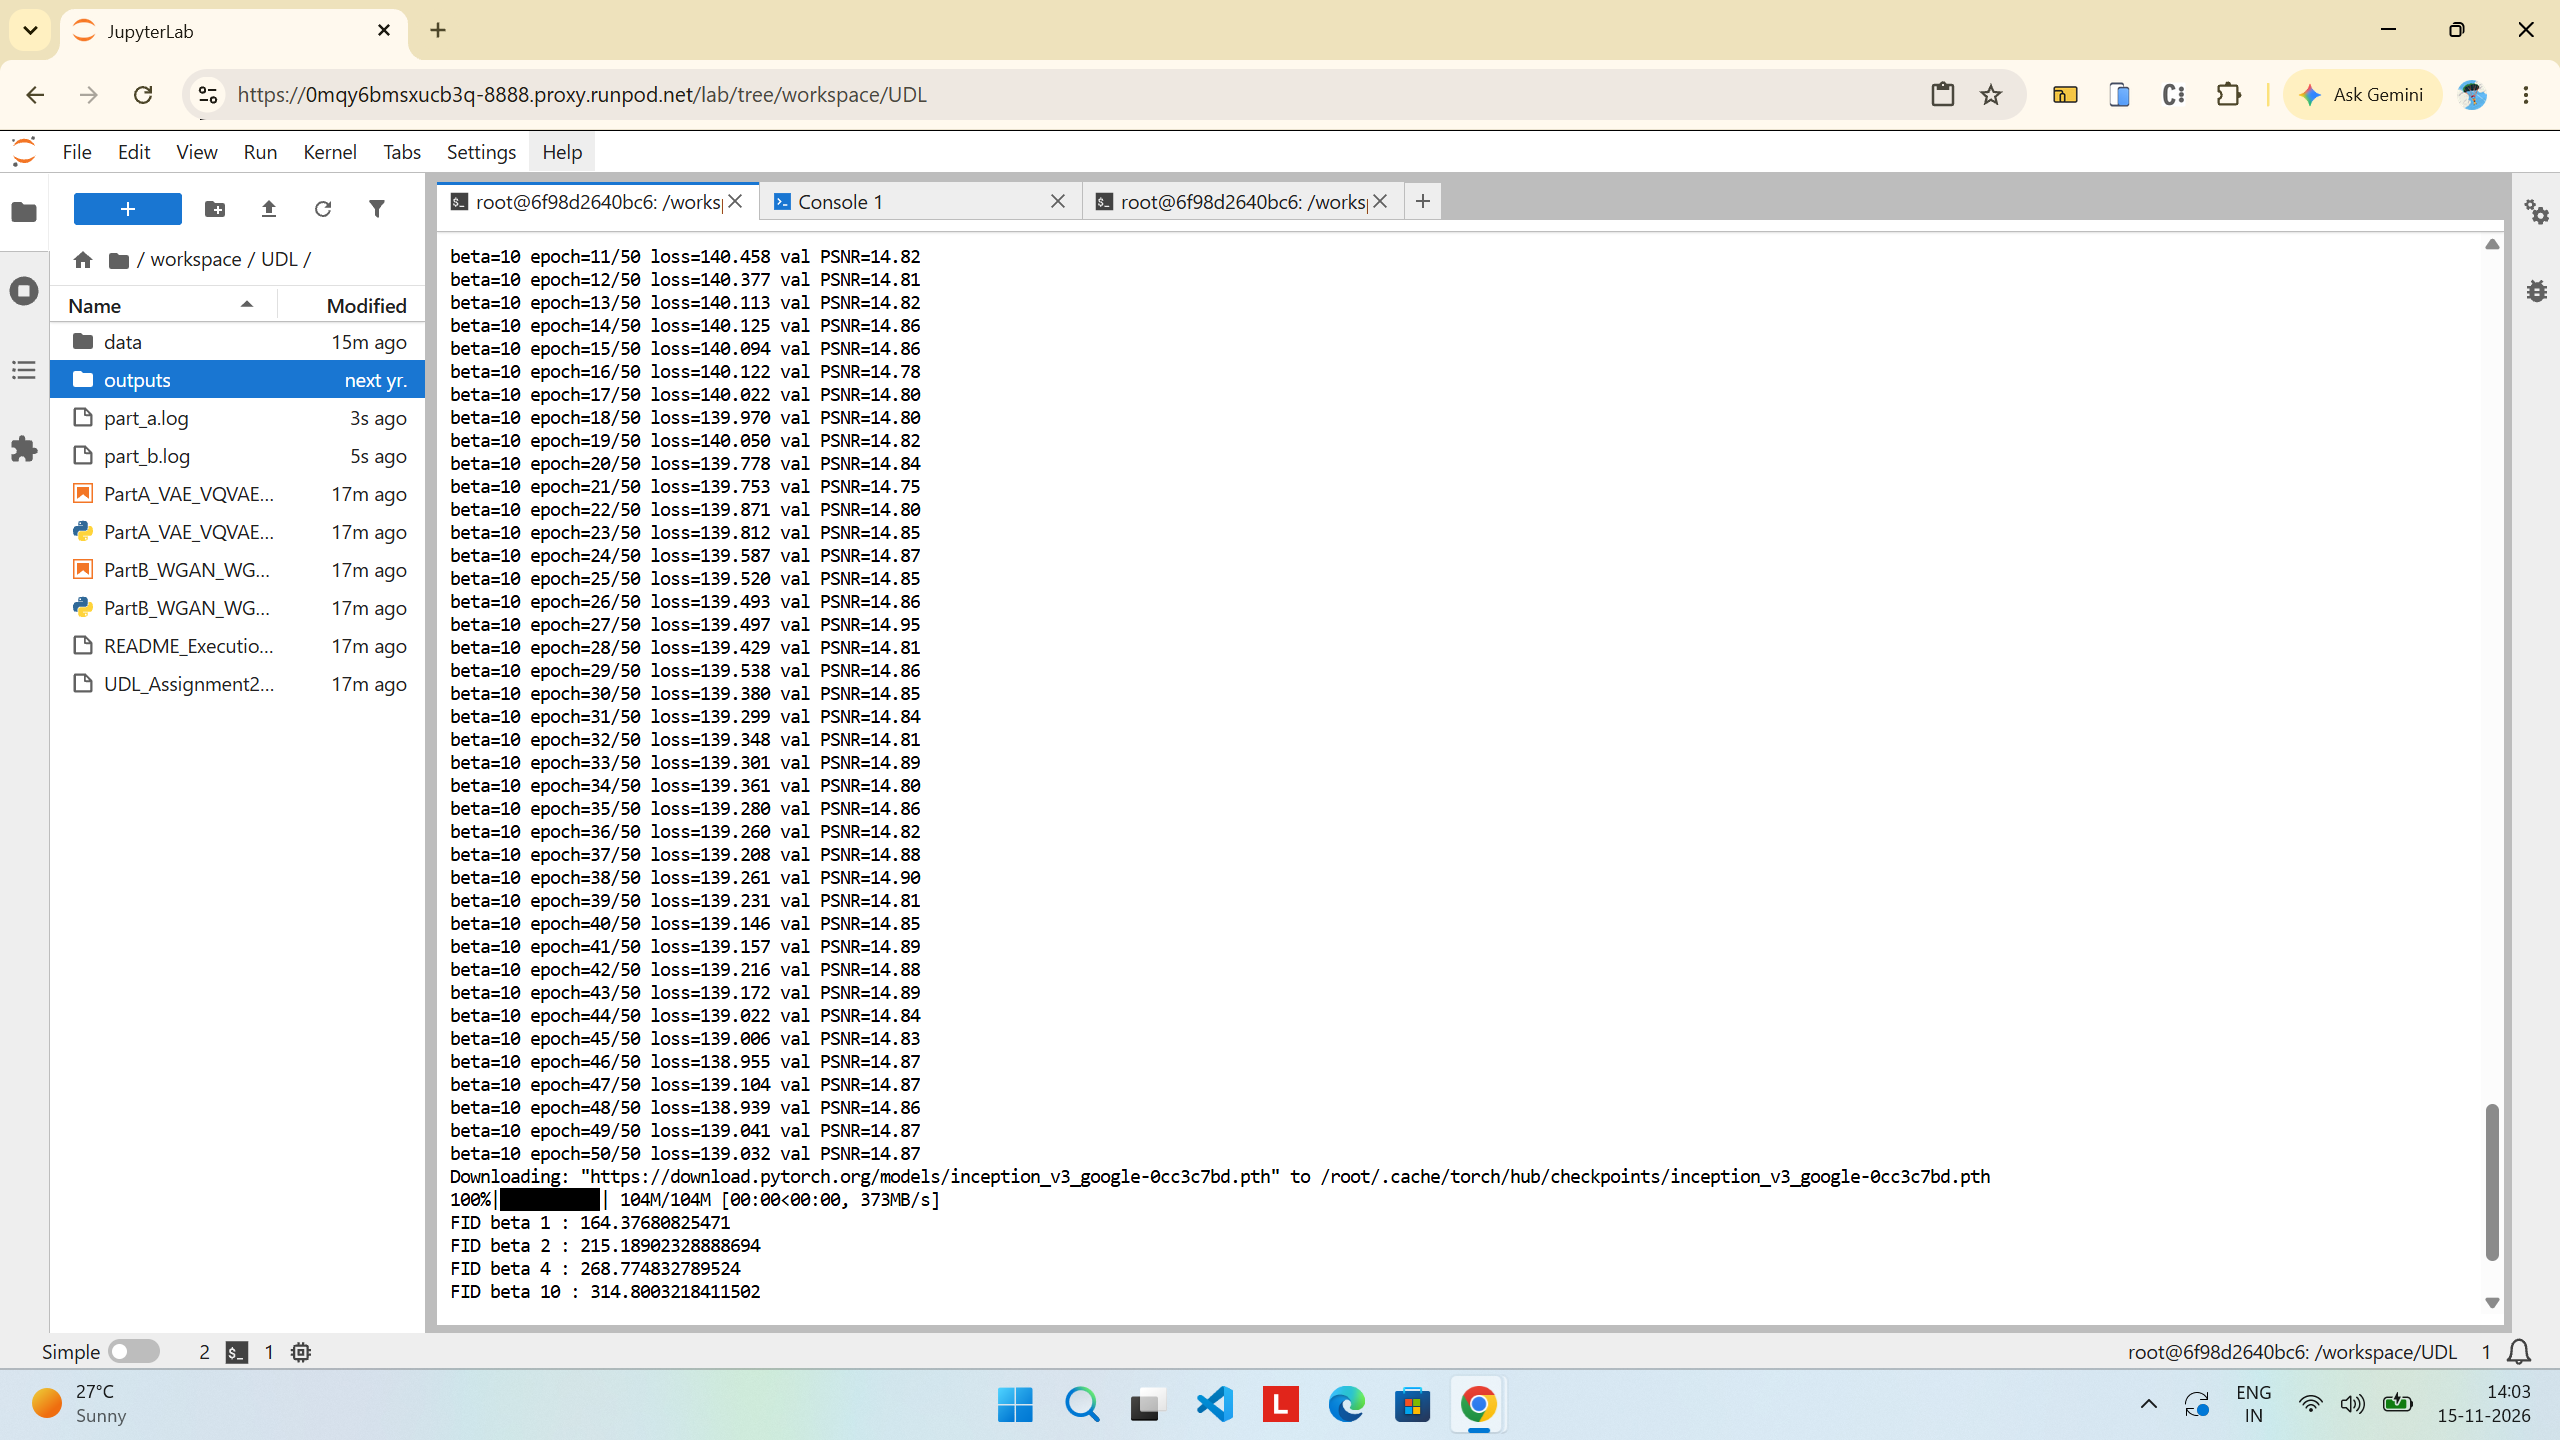 JupyterLab
https://0mqy6bmsxucb3q-8888.proxy.runpod.net/lab/tree/workspace/UDL
Ask Gemini
File Edit View Run Kernel Tabs Settings Help
root@6f98d2640bc6: /works
Console 1
root@6f98d2640bc6: /works
/ workspace / UDL /
Name Modified
data 15m ago
outputs next yr.
part_a.log 3s ago
part_b.log 5s ago
PartA_VAE_VQVAE... 17m ago
PartA_VAE_VQVAE... 17m ago
PartB_WGAN_WG... 17m ago
PartB_WGAN_WG... 17m ago
README_Executio... 17m ago
UDL_Assignment2... 17m ago
beta=10 epoch=11/50 loss=140.458 val PSNR=14.82
beta=10 epoch=12/50 loss=140.377 val PSNR=14.81
beta=10 epoch=13/50 loss=140.113 val PSNR=14.82
beta=10 epoch=14/50 loss=140.125 val PSNR=14.86
beta=10 epoch=15/50 loss=140.094 val PSNR=14.86
beta=10 epoch=16/50 loss=140.122 val PSNR=14.78
beta=10 epoch=17/50 loss=140.022 val PSNR=14.80
beta=10 epoch=18/50 loss=139.970 val PSNR=14.80
beta=10 epoch=19/50 loss=140.050 val PSNR=14.82
beta=10 epoch=20/50 loss=139.778 val PSNR=14.84
beta=10 epoch=21/50 loss=139.753 val PSNR=14.75
beta=10 epoch=22/50 loss=139.871 val PSNR=14.80
beta=10 epoch=23/50 loss=139.812 val PSNR=14.85
beta=10 epoch=24/50 loss=139.587 val PSNR=14.87
beta=10 epoch=25/50 loss=139.520 val PSNR=14.85
beta=10 epoch=26/50 loss=139.493 val PSNR=14.86
beta=10 epoch=27/50 loss=139.497 val PSNR=14.95
beta=10 epoch=28/50 loss=139.429 val PSNR=14.81
beta=10 epoch=29/50 loss=139.538 val PSNR=14.86
beta=10 epoch=30/50 loss=139.380 val PSNR=14.85
beta=10 epoch=31/50 loss=139.299 val PSNR=14.84
beta=10 epoch=32/50 loss=139.348 val PSNR=14.81
beta=10 epoch=33/50 loss=139.301 val PSNR=14.89
beta=10 epoch=34/50 loss=139.361 val PSNR=14.80
beta=10 epoch=35/50 loss=139.280 val PSNR=14.86
beta=10 epoch=36/50 loss=139.260 val PSNR=14.82
beta=10 epoch=37/50 loss=139.208 val PSNR=14.88
beta=10 epoch=38/50 loss=139.261 val PSNR=14.90
beta=10 epoch=39/50 loss=139.231 val PSNR=14.81
beta=10 epoch=40/50 loss=139.146 val PSNR=14.85
beta=10 epoch=41/50 loss=139.157 val PSNR=14.89
beta=10 epoch=42/50 loss=139.216 val PSNR=14.88
beta=10 epoch=43/50 loss=139.172 val PSNR=14.89
beta=10 epoch=44/50 loss=139.022 val PSNR=14.84
beta=10 epoch=45/50 loss=139.006 val PSNR=14.83
beta=10 epoch=46/50 loss=138.955 val PSNR=14.87
beta=10 epoch=47/50 loss=139.104 val PSNR=14.87
beta=10 epoch=48/50 loss=138.939 val PSNR=14.86
beta=10 epoch=49/50 loss=139.041 val PSNR=14.87
beta=10 epoch=50/50 loss=139.032 val PSNR=14.87
Downloading: "https://download.pytorch.org/models/inception_v3_google-0cc3c7bd.pth" to /root/.cache/torch/hub/checkpoints/inception_v3_google-0cc3c7bd.pth
100%|██████████| 104M/104M [00:00<00:00, 373MB/s]
FID beta 1 : 164.37680825471
FID beta 2 : 215.18902328888694
FID beta 4 : 268.774832789524
FID beta 10 : 314.8003218411502
Simple 2 1
root@6f98d2640bc6: /workspace/UDL 1
27°C
Sunny
ENG
IN
14:03
15-11-2026